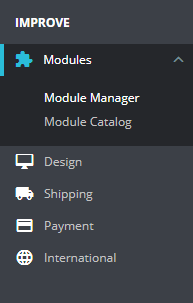 IMPROVE
Modules
Module Manager
Module Catalog
Design
Shipping
Payment
International